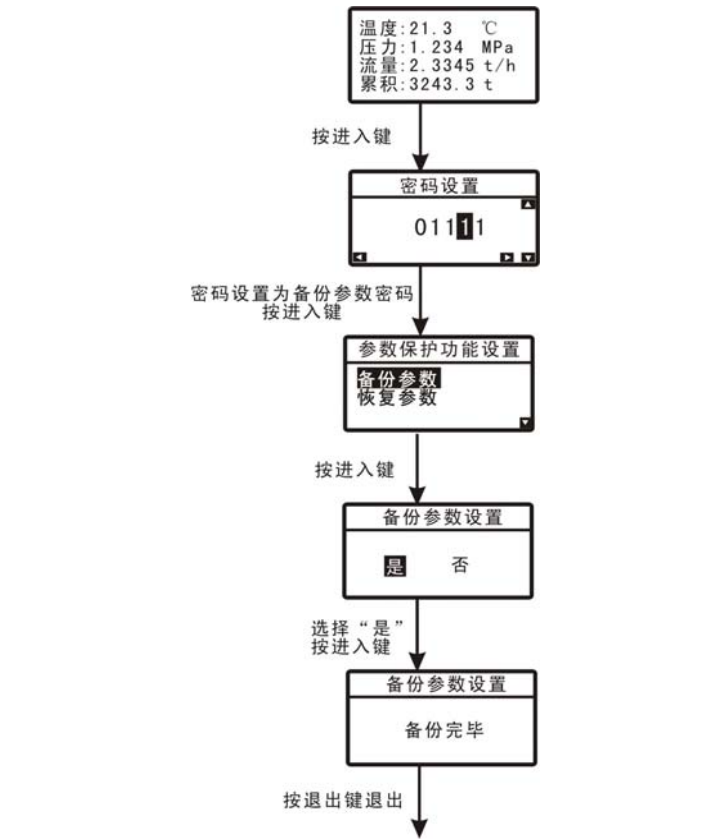 温度:21.3 ℃
压力:1.234 MPa
流量:2.3345 t/h
累积:3243.3 t
按进入键
密码设置
01111
密码设置为备份参数密码
按进入键
参数保护功能设置
备份参数
恢复参数
按进入键
备份参数设置
是 否
选择“是”
按进入键
备份参数设置
备份完毕
按退出键退出